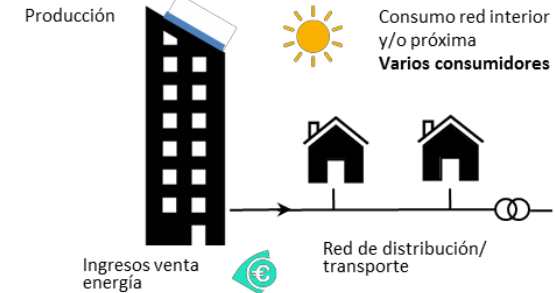 Producción
Consumo red interior
y/o próxima
Varios consumidores
Ingresos venta
energía
€
Red de distribución/
transporte